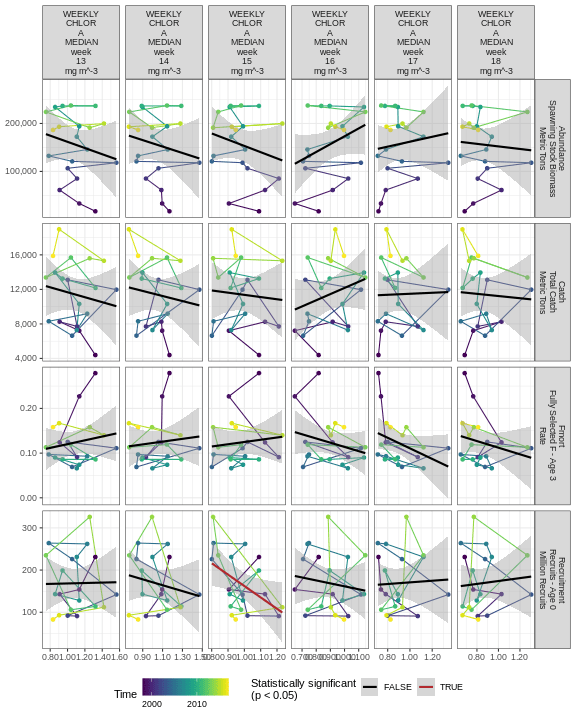 WEEKLY
CHLOR
A
MEDIAN
week
13
mg m^-3
WEEKLY
CHLOR
A
MEDIAN
week
14
mg m^-3
WEEKLY
CHLOR
A
MEDIAN
week
15
mg m^-3
WEEKLY
CHLOR
A
MEDIAN
week
16
mg m^-3
WEEKLY
CHLOR
A
MEDIAN
week
17
mg m^-3
WEEKLY
CHLOR
A
MEDIAN
week
18
mg m^-3
200,000
100,000
Abundance
Spawning Stock Biomass
Metric Tons
16,000
12,000
8,000
4,000
Catch
Total Catch
Metric Tons
0.20
0.10
0.00
Fmort
Fully Selected F - Age 3
Rate
300
200
100
Recruitment
Recruits - Age 0
Million Recruits
0.80 1.00 1.20 1.40 1.60
0.90 1.10 1.30
0.90 1.00 1.10 1.20
0.80 1.00 1.20
0.80 1.00 1.20
Time
2000 2010
Statistically significant
(p < 0.05)
FALSE
TRUE